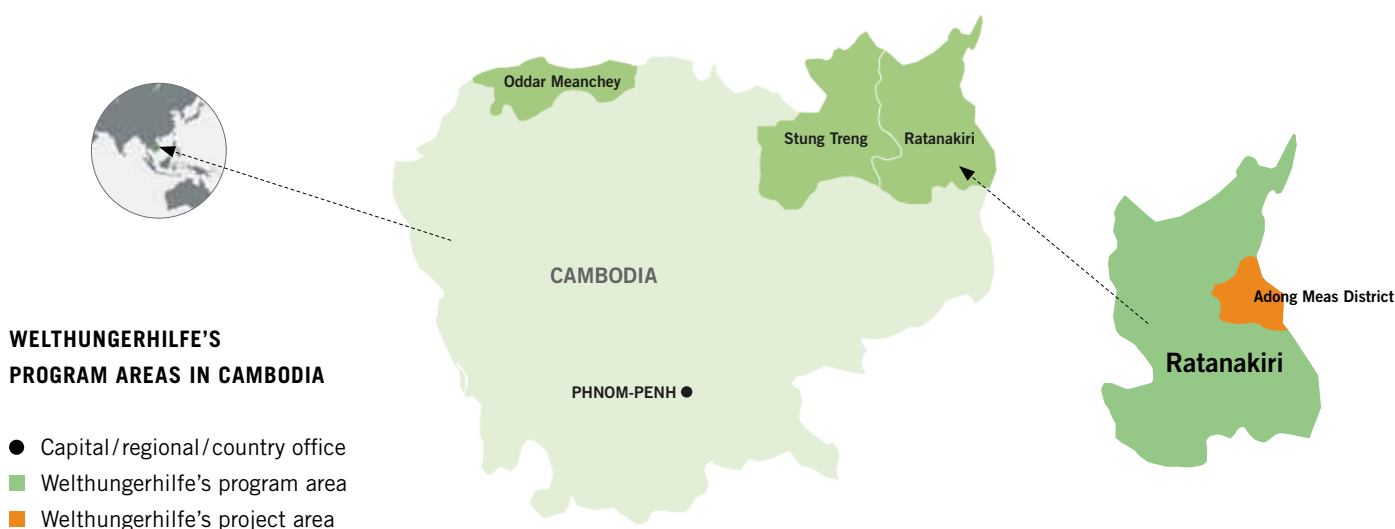 Oddar Meanchey
Stung Treng
Ratanakiri
CAMBODIA
Adong Meas District
WELTHUNGERHILFE'S
PROGRAM AREAS IN CAMBODIA
Ratanakiri
PHNOM-PENH
Capital/regional/country office
Welthungerhilfe's program area
Welthungerhilfe's project area